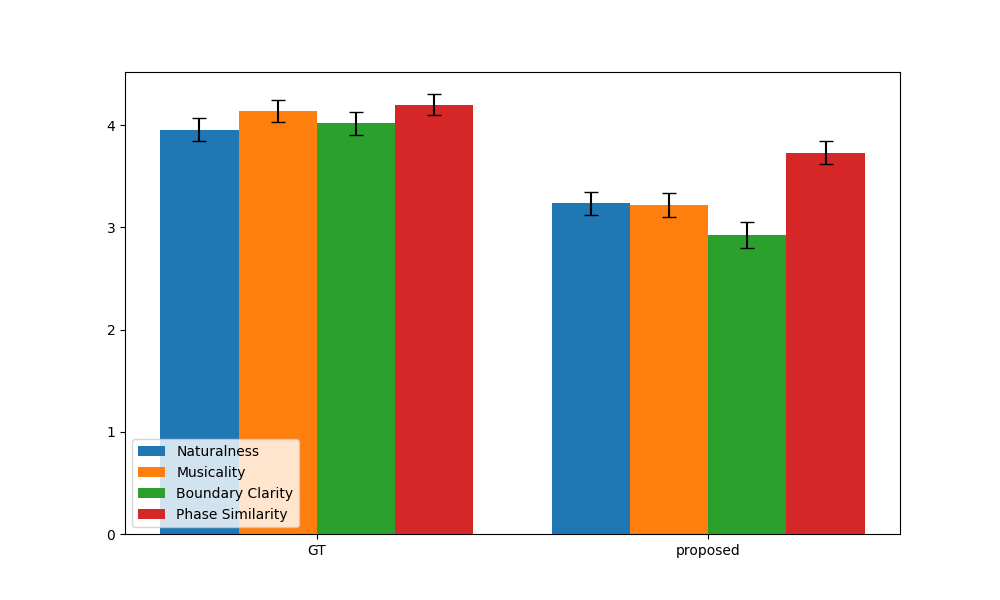 4
3
2
1
0
Naturalness
Musicality
Boundary Clarity
Phase Similarity
GT proposed